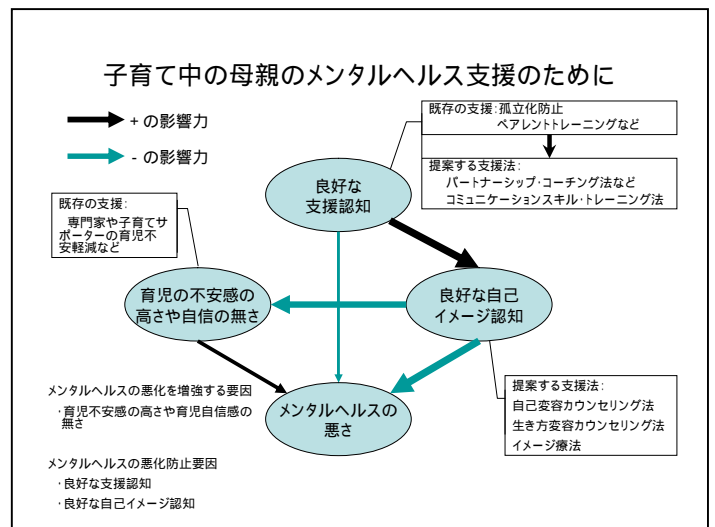 子育て中の母親のメンタルヘルス支援のために
+の影響力
-の影響力
既存の支援:孤立化防止
ペアレントトレーニングなど
提案する支援法:
パートナーシップ・コーチング法など
コミュニケーションスキル・トレーニング法
良好な
支援認知
既存の支援:
専門家や子育てサ
ポーターの育児不
安軽減など
育児の不安感の
高さや自信の無さ
良好な自己
イメージ認知
メンタルヘルスの
悪さ
提案する支援法:
自己変容カウンセリング法
生き方変容カウンセリング法
イメージ療法
メンタルヘルスの悪化を増強する要因
・育児不安感の高さや育児自信感の
無さ
メンタルヘルスの悪化防止要因
・良好な支援認知
・良好な自己イメージ認知